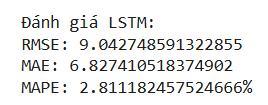 Đánh giá LSTM:
RMSE: 9.042748591322855
MAE: 6.827410518374902
MAPE: 2.811182457524666%